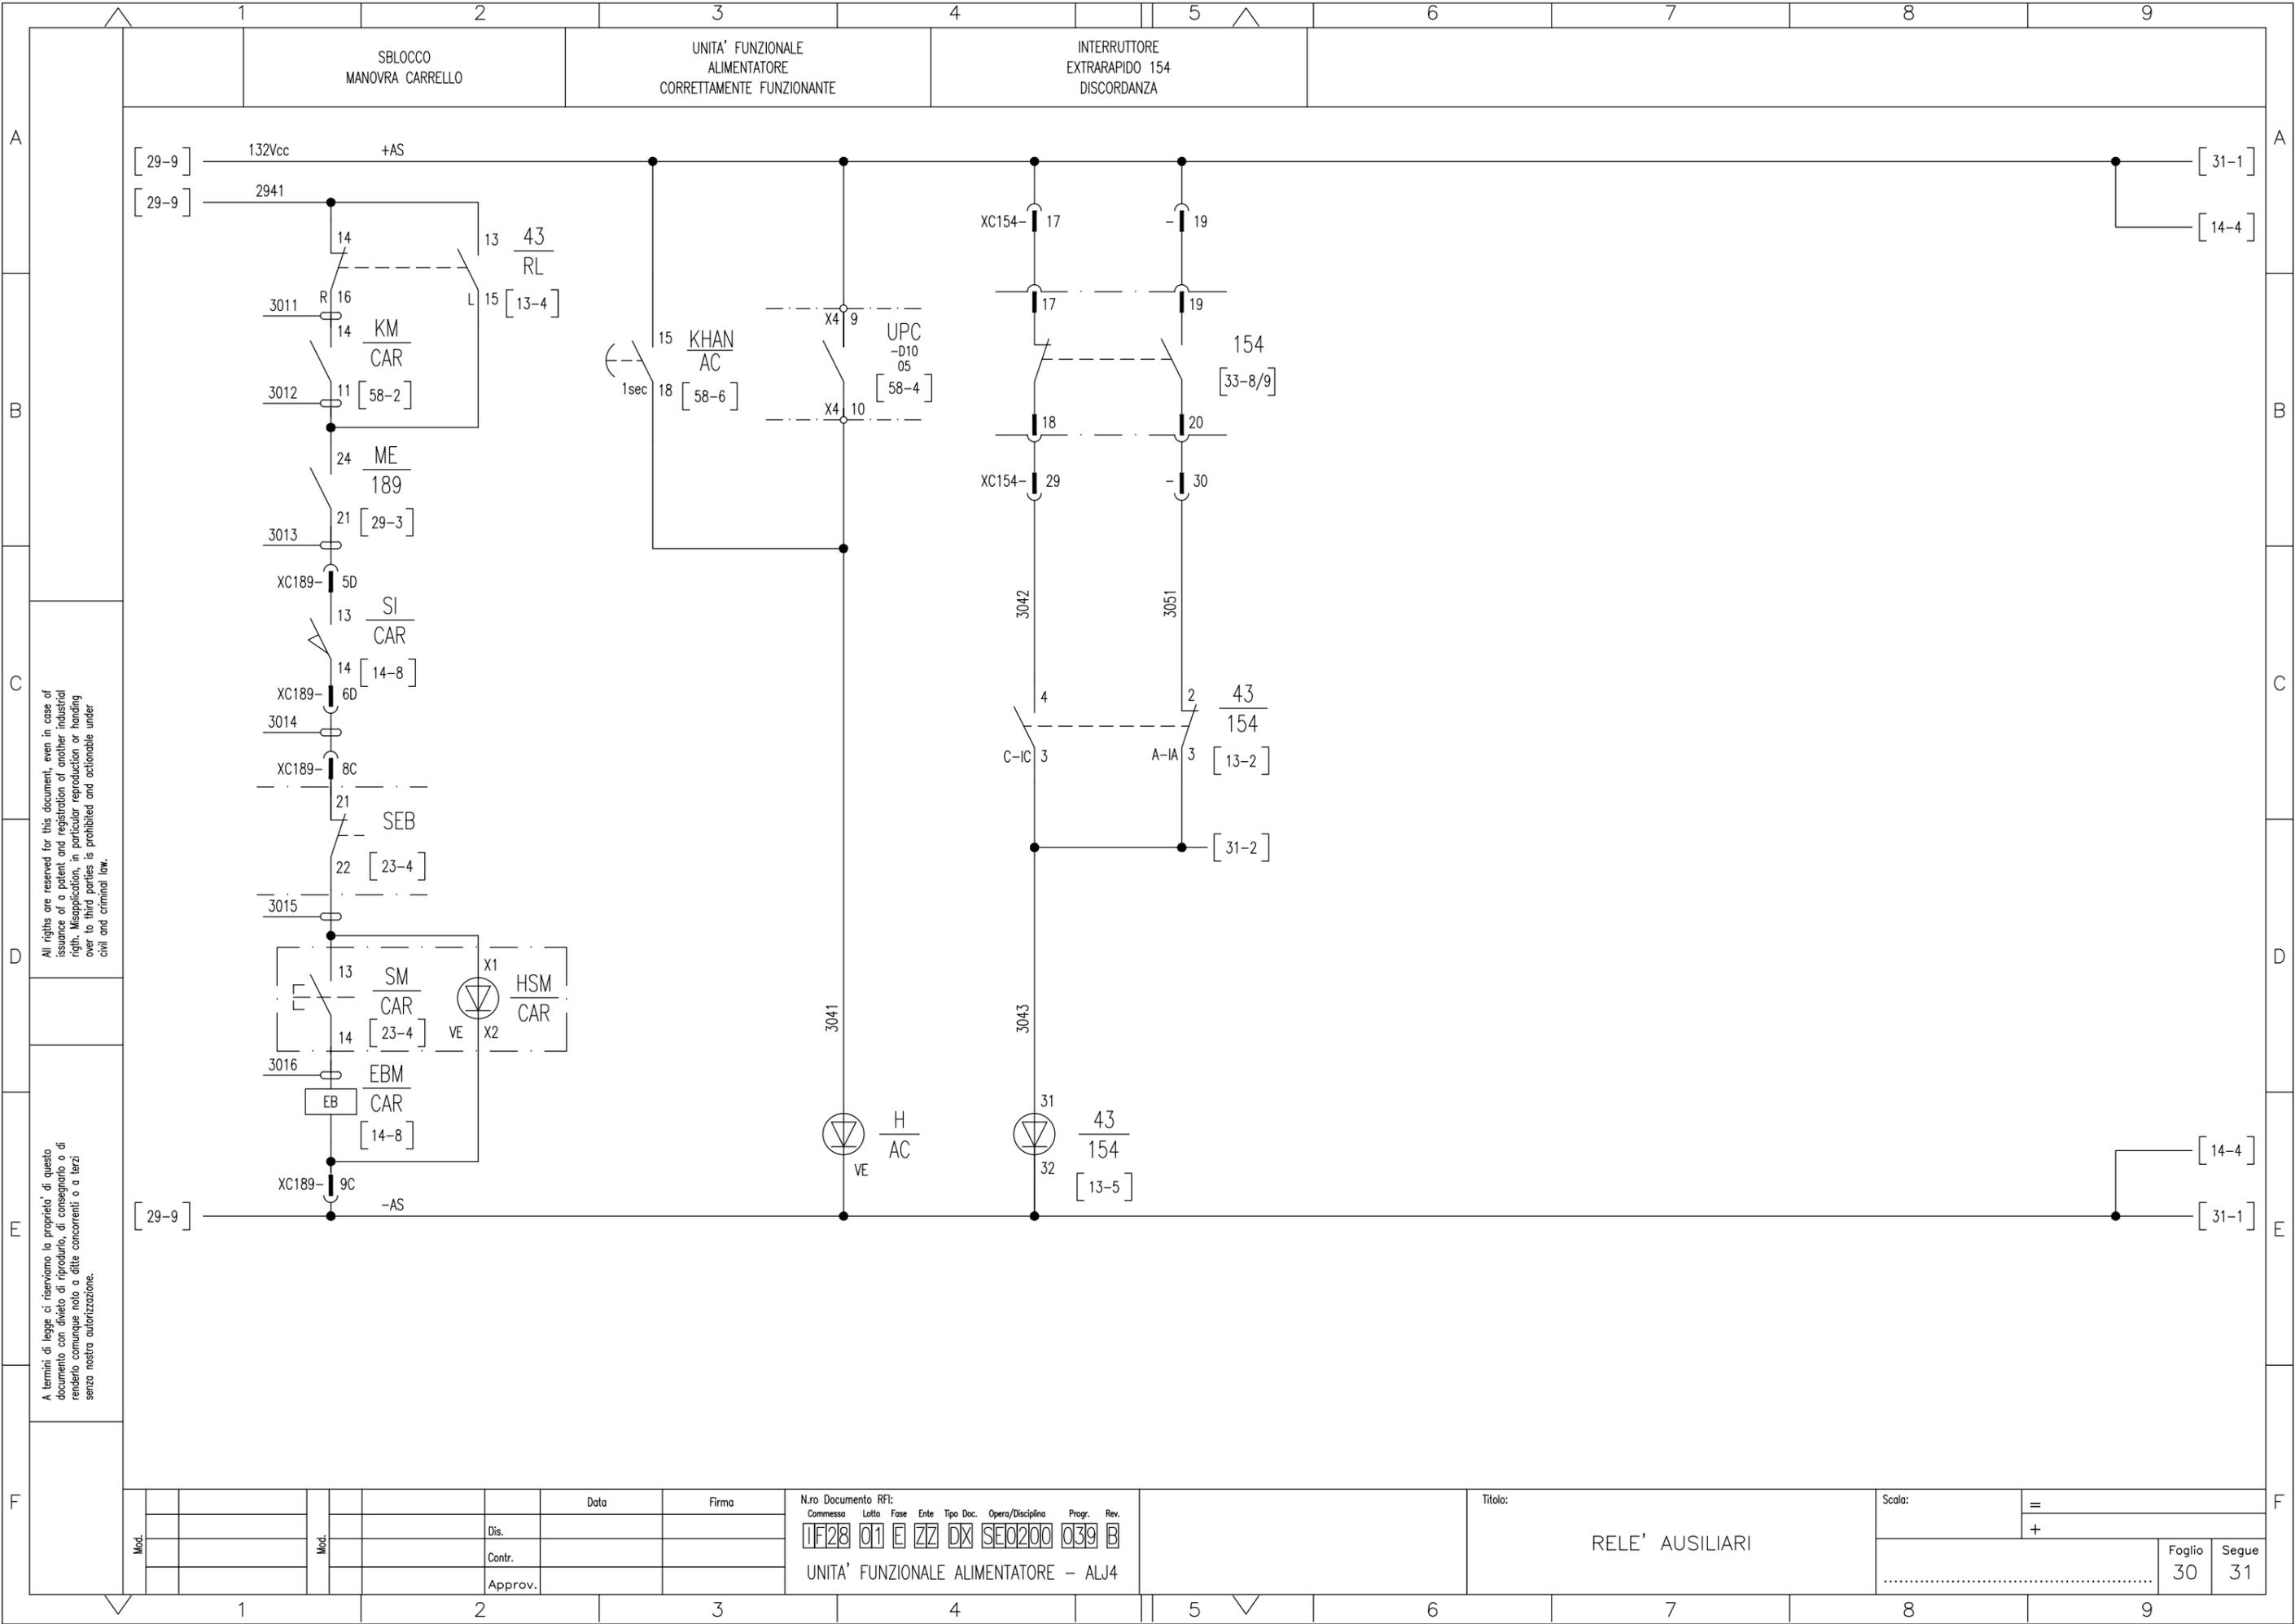 1 2 3 4 5 6 7 8 9
SBLOCCO
MANOVRA CARRELLO
UNITA' FUNZIONALE
ALIMENTATORE
CORRETTAMENTE FUNZIONANTE
INTERRUTTORE
EXTRARAPIDO 154
DISCORDANZA
A A
29-9 132Vcc +AS 31-1
29-9 2941
14-4
XC154- 17 - 19
14 13 43
RL
R 16 L 15 13-4
3011
14 KM
CAR
3012 11 58-2
15 KHAN
AC
1sec 18 58-6
X4 9 UPC
-D10
05
58-4
X4 10
17 19
154
33-8/9
18 20
B B
24 ME
189
21 29-3
3013
XC154- 29 - 30
XC189- 5D
13 SI
CAR
14 14-8
XC189- 6D
3014
XC189- 8C
3042 3051
4 2 43
154
C-IC 3 A-IA 3 13-2
C C
21
SEB
22 23-4
3015
31-2
D D
13 SM
CAR
14 23-4
X1 HSM
CAR
VE X2
3016
EBM
CAR
EB
14-8
3041 3043
H
AC
VE
31 43
154
32 13-5
14-4
XC189- 9C
29-9 -AS 31-1
E E
All rigths are reserved for this document, even in case of
issuance of a patent and registration of another industrial
rigth. Misapplication, in particular reproduction or handing
over to third parties is prohibited and actionable under
civil and criminal law.
A termini di legge ci riserviamo la proprieta' di questo
documento con divieto di riprodurlo, di consegnarlo o di
renderlo comunque noto a ditte concorrenti o a terzi
senza nostra autorizzazione.
F F
Mod. Mod.
Data Firma
Dis.
Contr.
Approv.
N.ro Documento RFI:
Commessa Lotto Fase Ente Tipo Doc. Opera/Disciplina Progr. Rev.
IF28 01 E ZZ DX SE0200 039 B
UNITA' FUNZIONALE ALIMENTATORE - ALJ4
Titolo:
RELE' AUSILIARI
Scala:
=
+
Foglio Segue
30 31
1 2 3 4 5 6 7 8 9